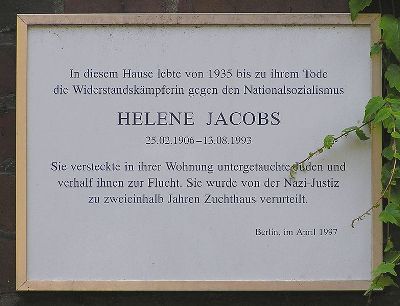 In diesem Hause lebte von 1935 bis zu ihrem Tode
die Widerstandskämpferin gegen den Nationalsozialismus
HELENE JACOBS
25.02.1906–13.08.1993
Sie versteckte in ihrer Wohnung untergetauchte Juden und
verhalf ihnen zur Flucht. Sie wurde von der Nazi-Justiz
zu zweieinhalb Jahren Zuchthaus verurteilt.
Berlin, im April 1997